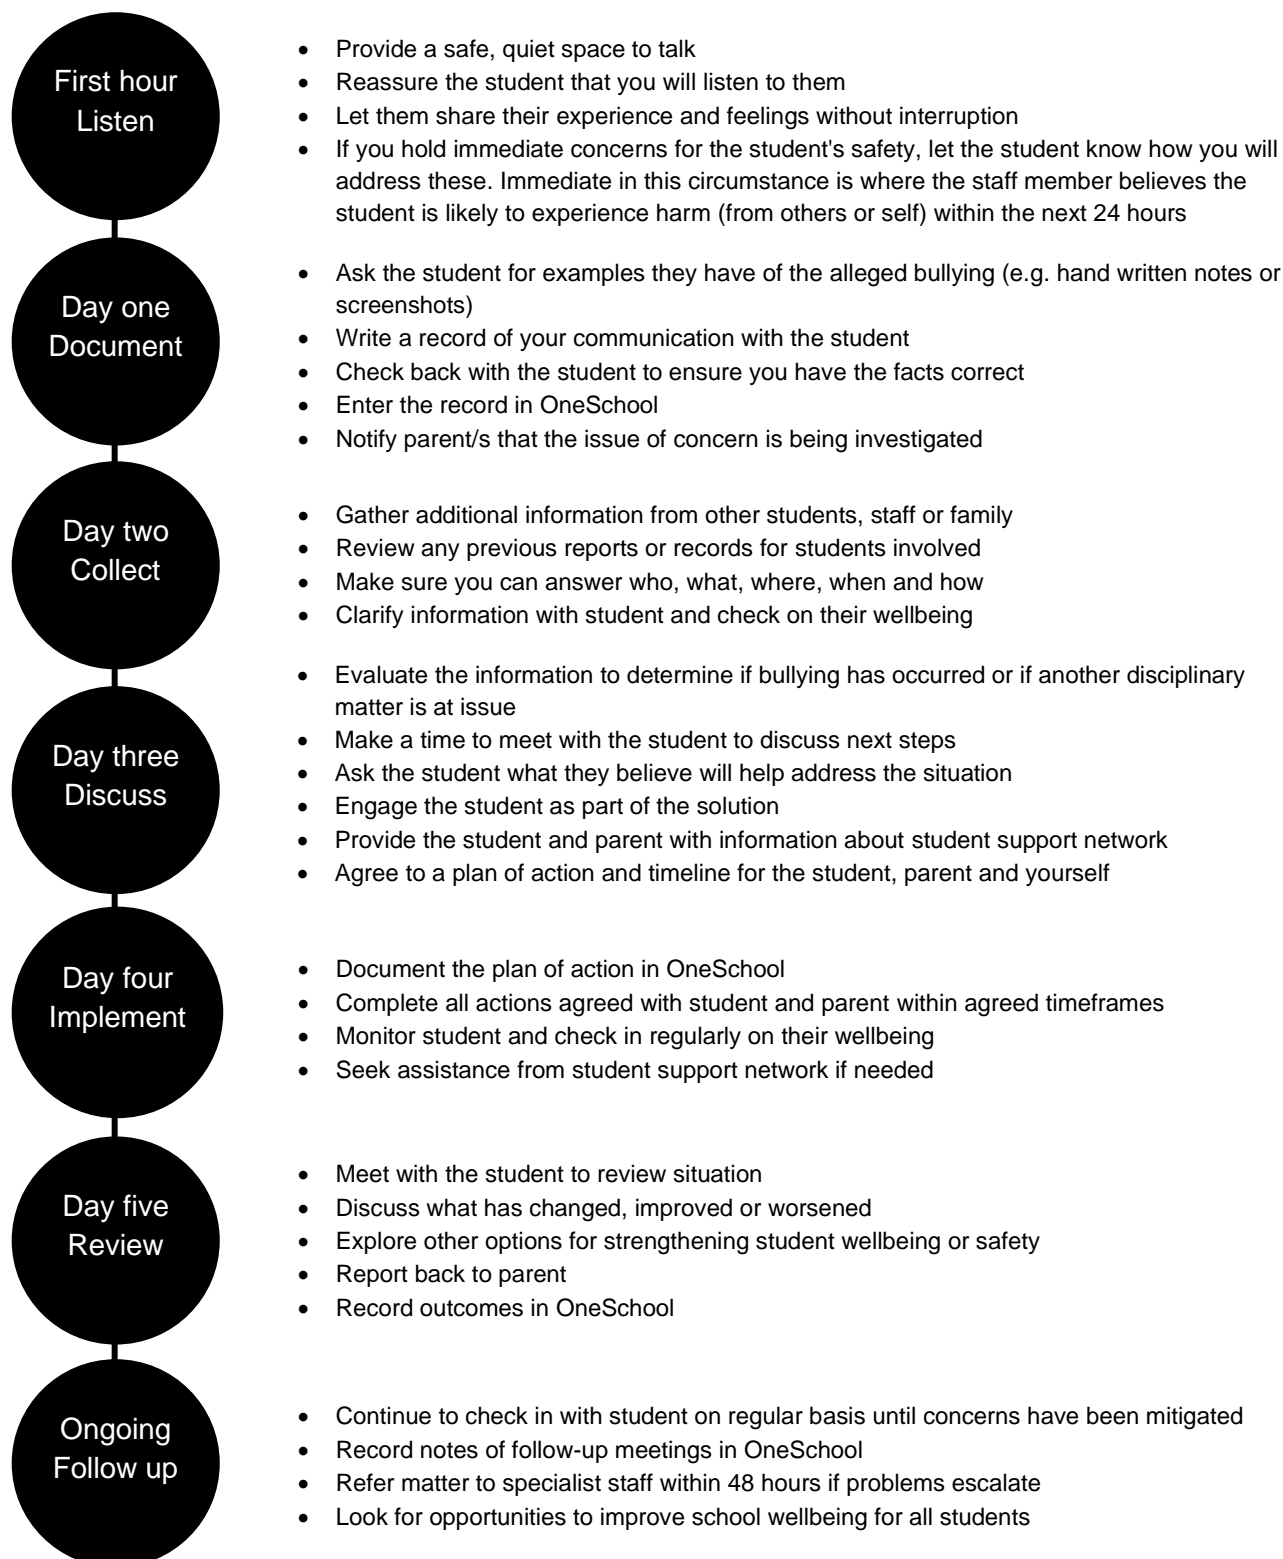 First hour
Listen
• Provide a safe, quiet space to talk
• Reassure the student that you will listen to them
• Let them share their experience and feelings without interruption
• If you hold immediate concerns for the student's safety, let the student know how you will
address these. Immediate in this circumstance is where the staff member believes the
student is likely to experience harm (from others or self) within the next 24 hours
Day one
Document
• Ask the student for examples they have of the alleged bullying (e.g. hand written notes or
screenshots)
• Write a record of your communication with the student
• Check back with the student to ensure you have the facts correct
• Enter the record in OneSchool
• Notify parent/s that the issue of concern is being investigated
Day two
Collect
• Gather additional information from other students, staff or family
• Review any previous reports or records for students involved
• Make sure you can answer who, what, where, when and how
• Clarify information with student and check on their wellbeing
Day three
Discuss
• Evaluate the information to determine if bullying has occurred or if another disciplinary
matter is at issue
• Make a time to meet with the student to discuss next steps
• Ask the student what they believe will help address the situation
• Engage the student as part of the solution
• Provide the student and parent with information about student support network
• Agree to a plan of action and timeline for the student, parent and yourself
Day four
Implement
• Document the plan of action in OneSchool
• Complete all actions agreed with student and parent within agreed timeframes
• Monitor student and check in regularly on their wellbeing
• Seek assistance from student support network if needed
Day five
Review
• Meet with the student to review situation
• Discuss what has changed, improved or worsened
• Explore other options for strengthening student wellbeing or safety
• Report back to parent
• Record outcomes in OneSchool
Ongoing
Follow up
• Continue to check in with student on regular basis until concerns have been mitigated
• Record notes of follow-up meetings in OneSchool
• Refer matter to specialist staff within 48 hours if problems escalate
• Look for opportunities to improve school wellbeing for all students